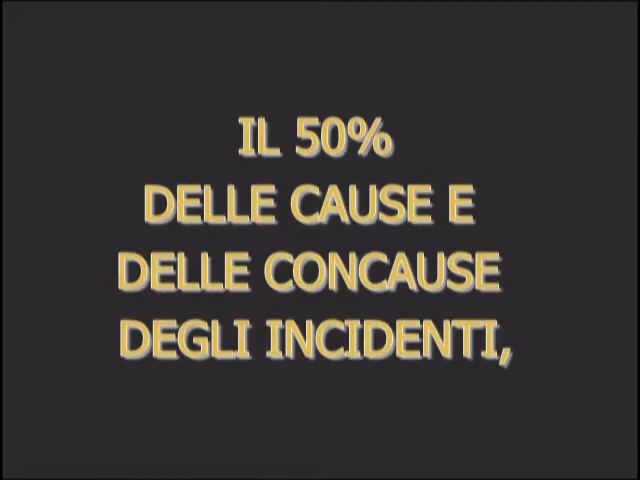 IL 50%
DELLE CAUSE E
DELLE CONCAUSE
DEGLI INCIDENTI,